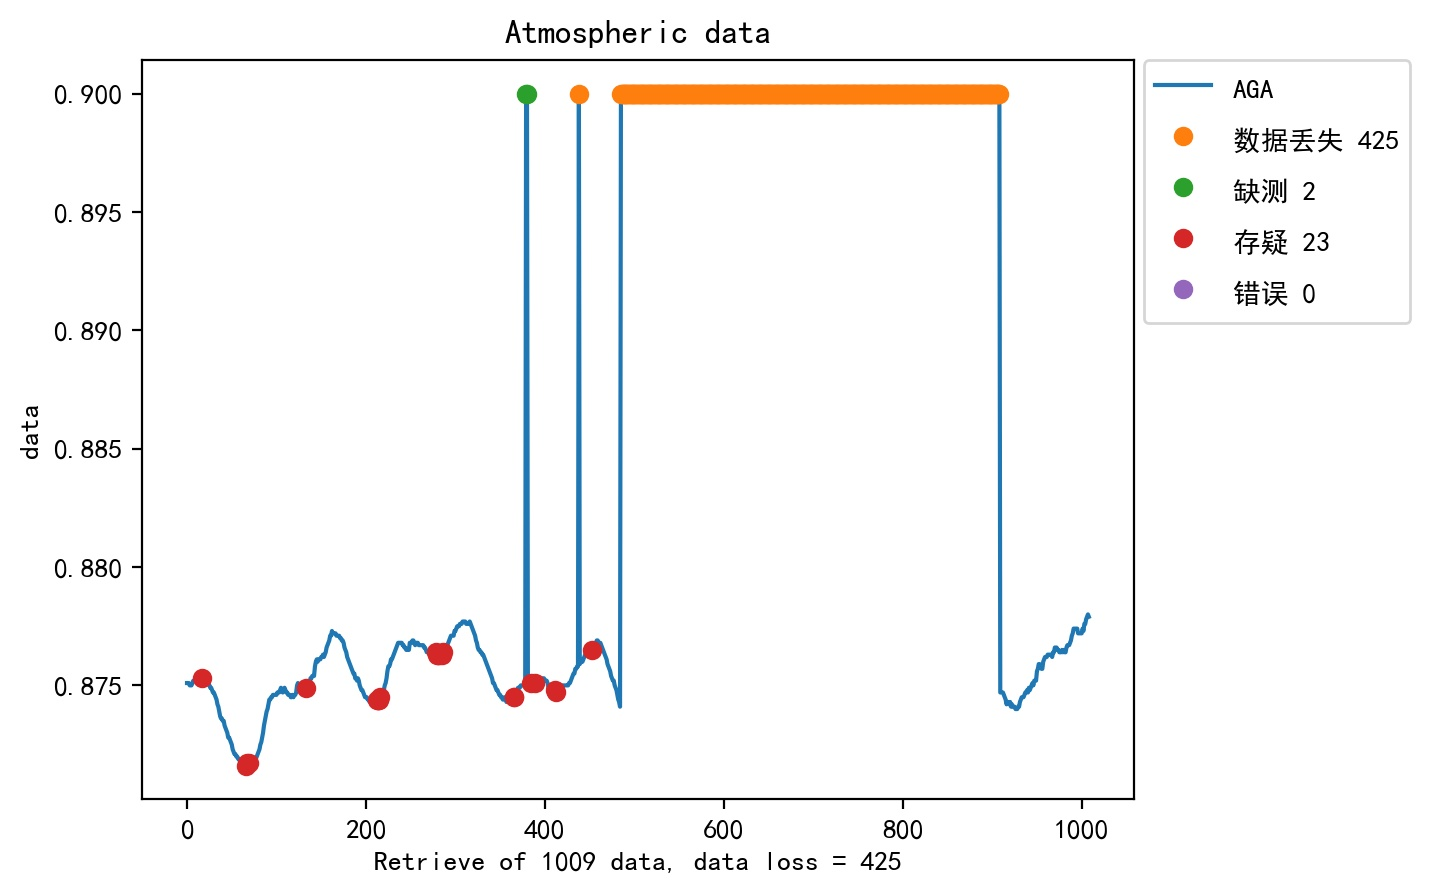 Atmospheric data
0.900
0.895
0.890
0.885
0.880
0.875
data
0
200
400
600
800
1000
Retrieve of 1009 data, data loss = 425
AGA
数据丢失 425
缺测 2
存疑 23
错误 0